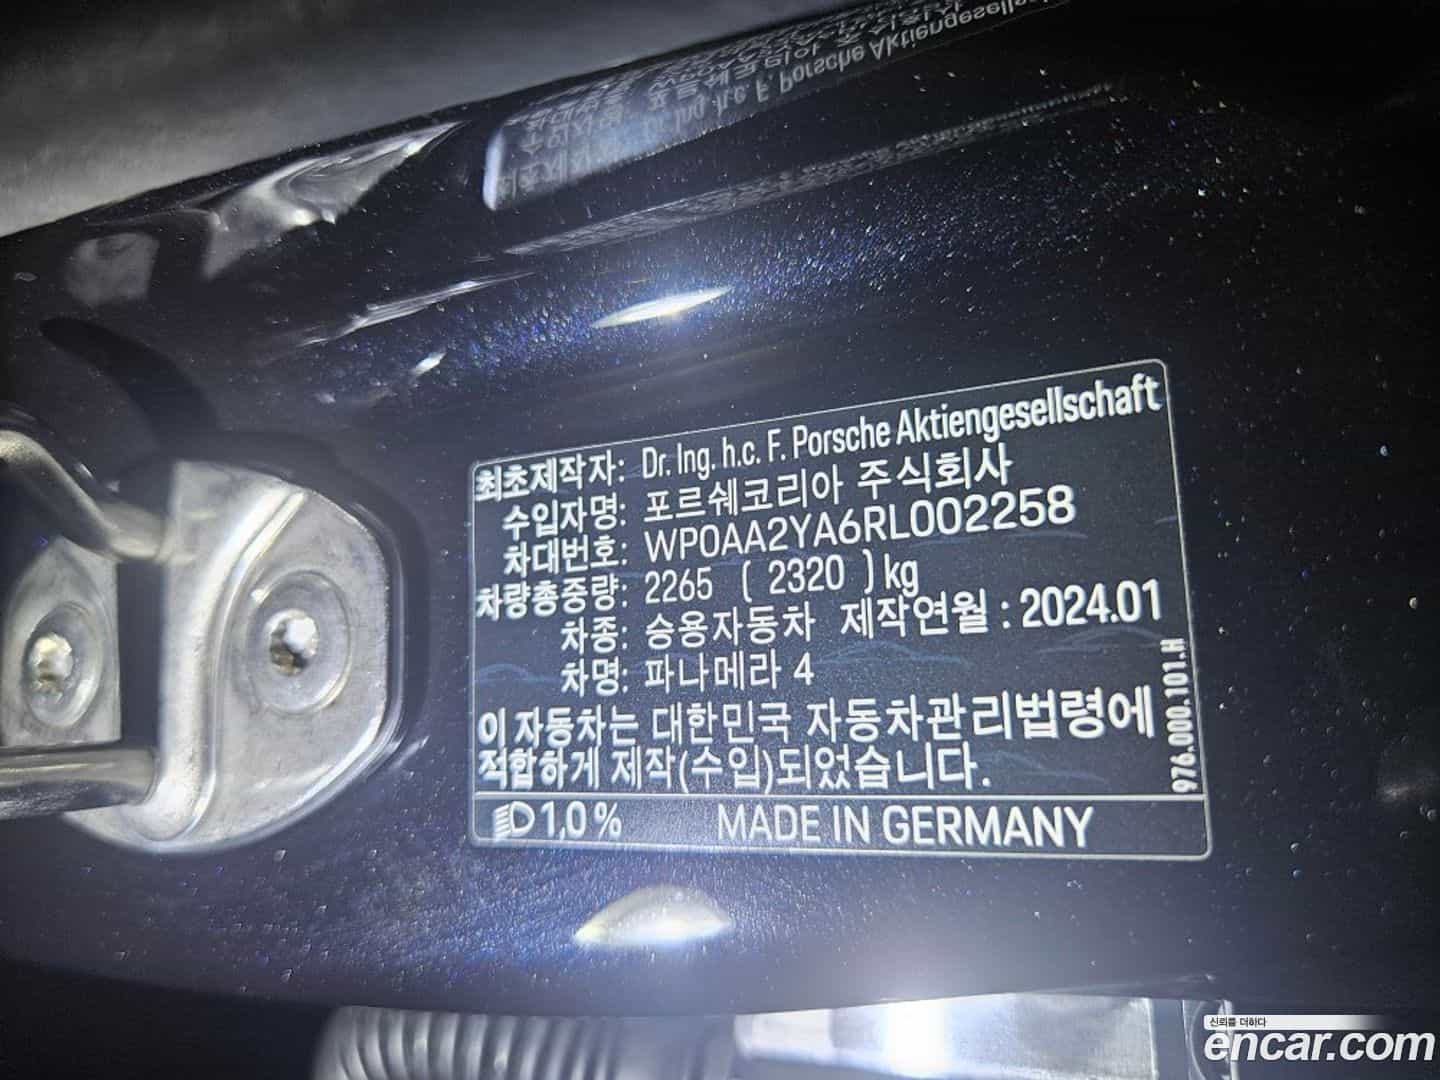 Dr. Ing. h.c. F. Porsche Aktiengesellsc
최초제작자: Dr. Ing. h.c. F. Porsche Aktiengesellschaft
수입자명: 포르쉐코리아 주식회사
차대번호: WP0AA2YA6RL002258
차량총중량: 2265 ( 2320 ) kg
차종: 승용자동차 제작연월 : 2024.01
차명: 파나메라 4
이 자동차는 대한민국 자동차관리법령에
적합하게 제작(수입)되었습니다.
976.000.101.H
1,0% MADE IN GERMANY
신뢰를 더하다
encar.com